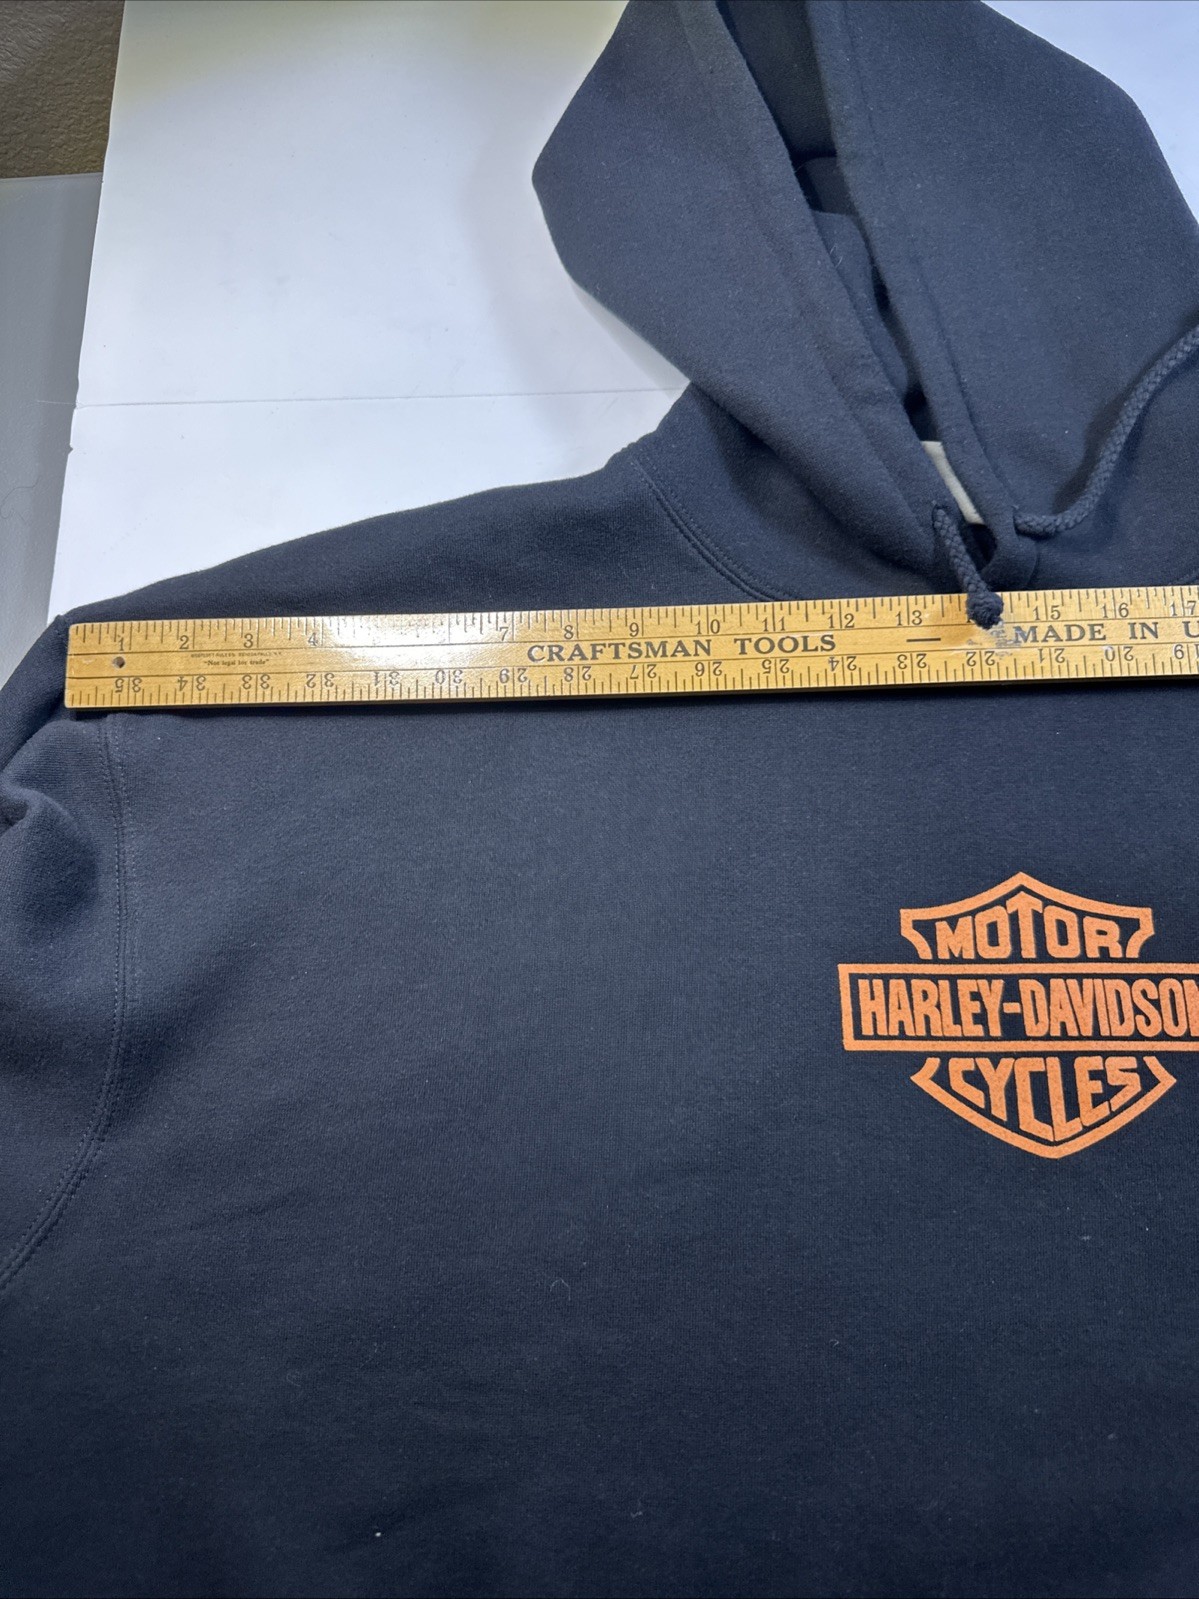 1 2 3 4 7 8 9 10 11 12 13 15 16 17
"Not legal for trade"
CRAFTSMAN TOOLS — MADE IN U
35 34 33 32 31 30 29 28 27 26 25 24 23 22 21 20 19
MOTOR
HARLEY-DAVIDSON
CYCLES